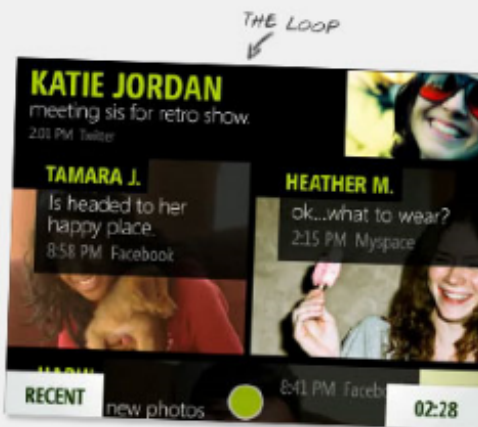 THE LOOP
KATIE JORDAN
meeting sis for retro show.
2:01 PM Twitter
TAMARA J.
Is headed to her
happy place.
8:58 PM Facebook
HEATHER M.
ok...what to wear?
2:15 PM Myspace
8:41 PM
RECENT
new photos
02:28